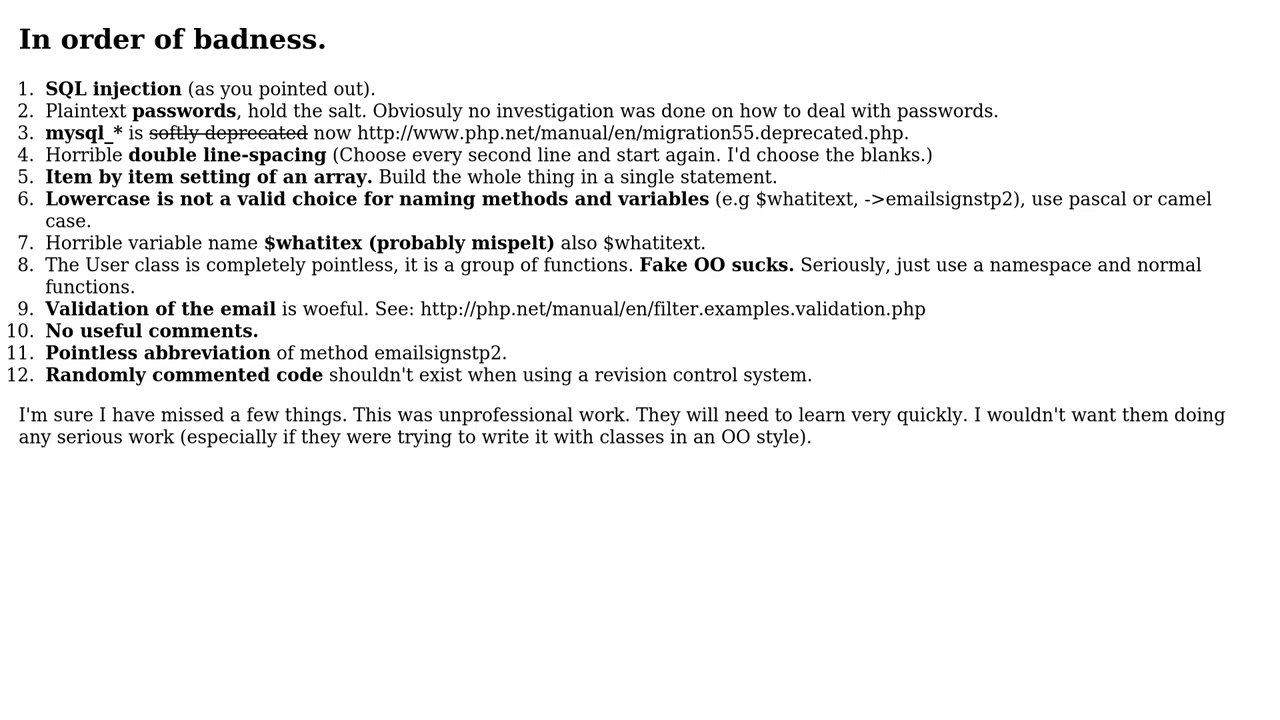 In order of badness.
1. SQL injection (as you pointed out).
2. Plaintext passwords, hold the salt. Obviosuly no investigation was done on how to deal with passwords.
3. mysql_* is softly deprecated now http://www.php.net/manual/en/migration55.deprecated.php.
4. Horrible double line-spacing (Choose every second line and start again. I'd choose the blanks.)
5. Item by item setting of an array. Build the whole thing in a single statement.
6. Lowercase is not a valid choice for naming methods and variables (e.g $whatitext, ->emailsignstp2), use pascal or camel
case.
7. Horrible variable name $whatitex (probably mispelt) also $whatitext.
8. The User class is completely pointless, it is a group of functions. Fake OO sucks. Seriously, just use a namespace and normal
functions.
9. Validation of the email is woeful. See: http://php.net/manual/en/filter.examples.validation.php
10. No useful comments.
11. Pointless abbreviation of method emailsignstp2.
12. Randomly commented code shouldn't exist when using a revision control system.
I'm sure I have missed a few things. This was unprofessional work. They will need to learn very quickly. I wouldn't want them doing
any serious work (especially if they were trying to write it with classes in an OO style).